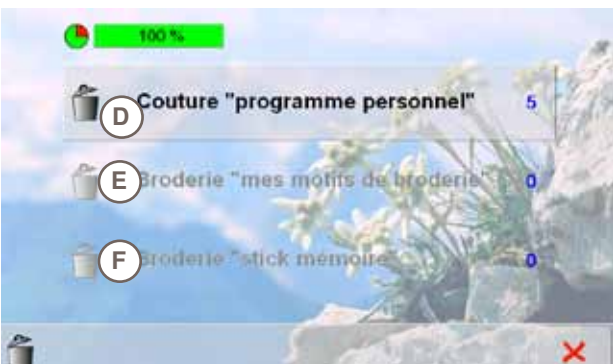 100 %
D Couture "programme personnel" 5
E Broderie "mes motifs de broderie" 0
F Broderie "stick mémoire" 0